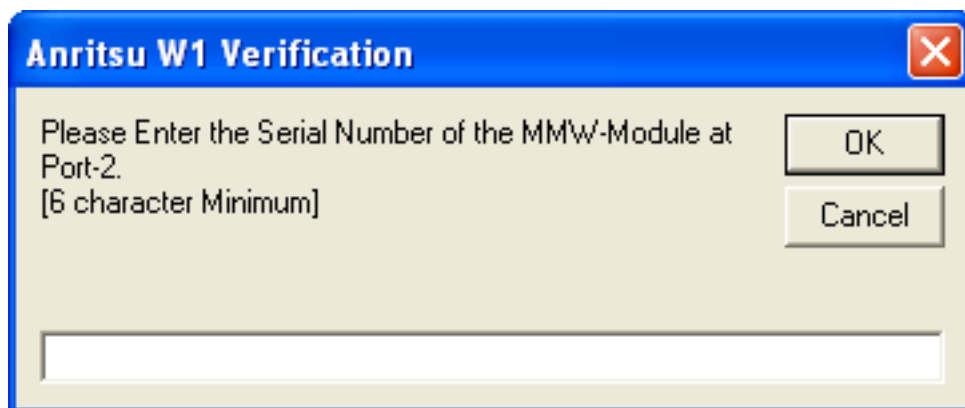 Anritsu W1 Verification
Please Enter the Serial Number of the MMW-Module at
Port-2.
[6 character Minimum]
OK
Cancel